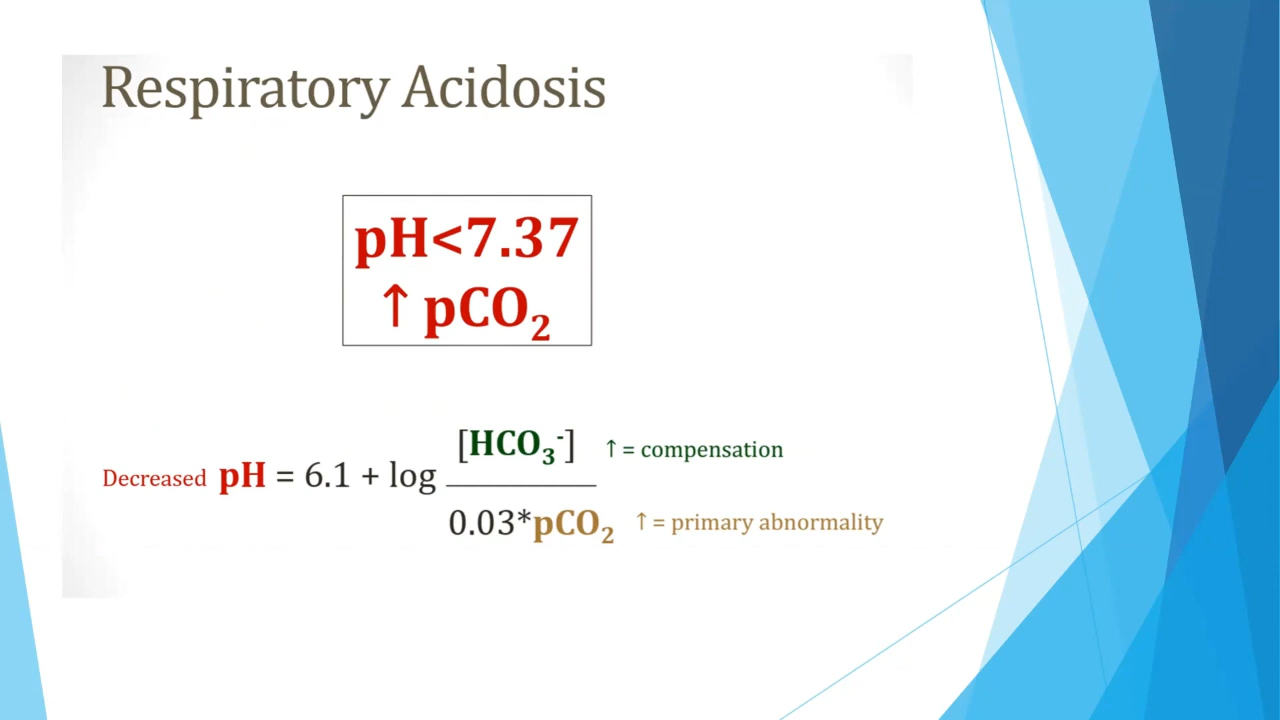 Respiratory Acidosis
pH<7.37
↑ pCO₂
[HCO₃⁻] ↑ = compensation
Decreased pH = 6.1 + log
0.03*pCO₂ ↑ = primary abnormality